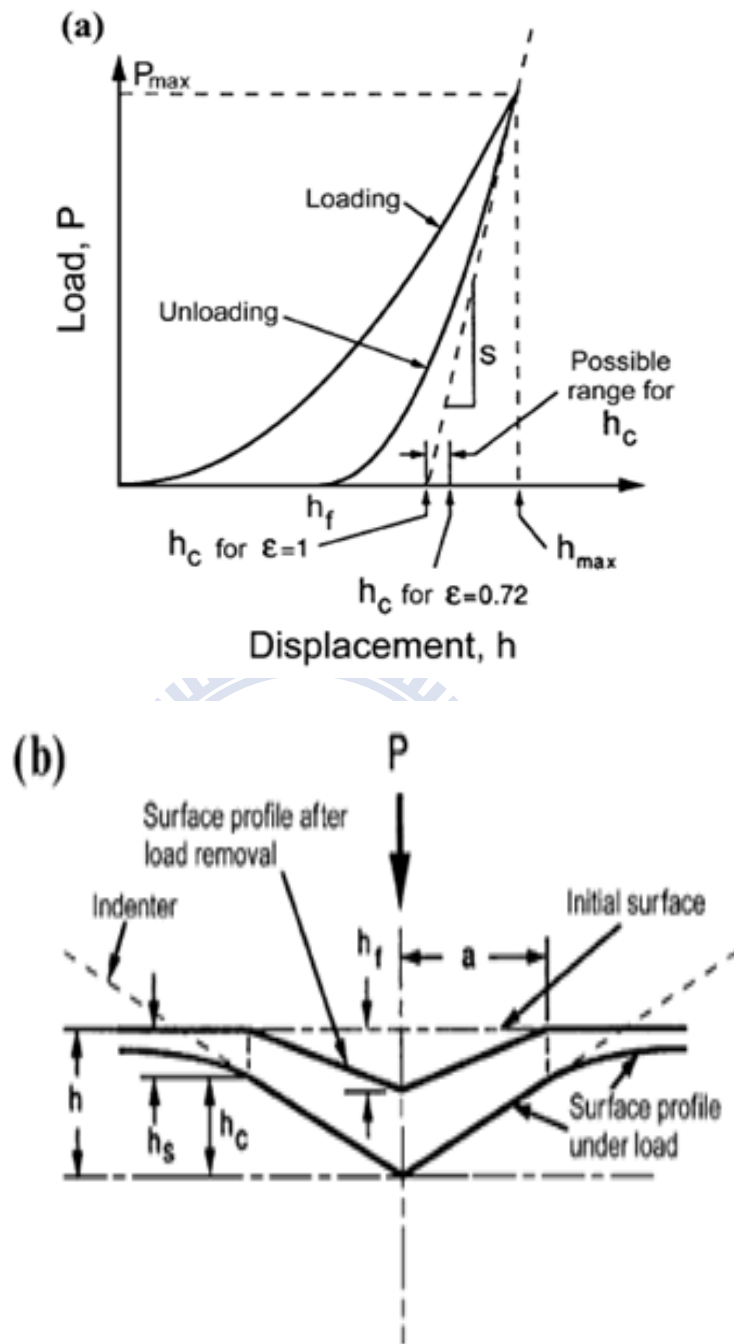 (a)
Pmax
Loading
Unloading
Load, P
S
Possible
range for
hc
hf
hc for ε=1
hmax
hc for ε=0.72
Displacement, h
(b)
P
Surface profile after
load removal
Indenter
Initial surface
hf
a
h
hs
hc
Surface profile
under load